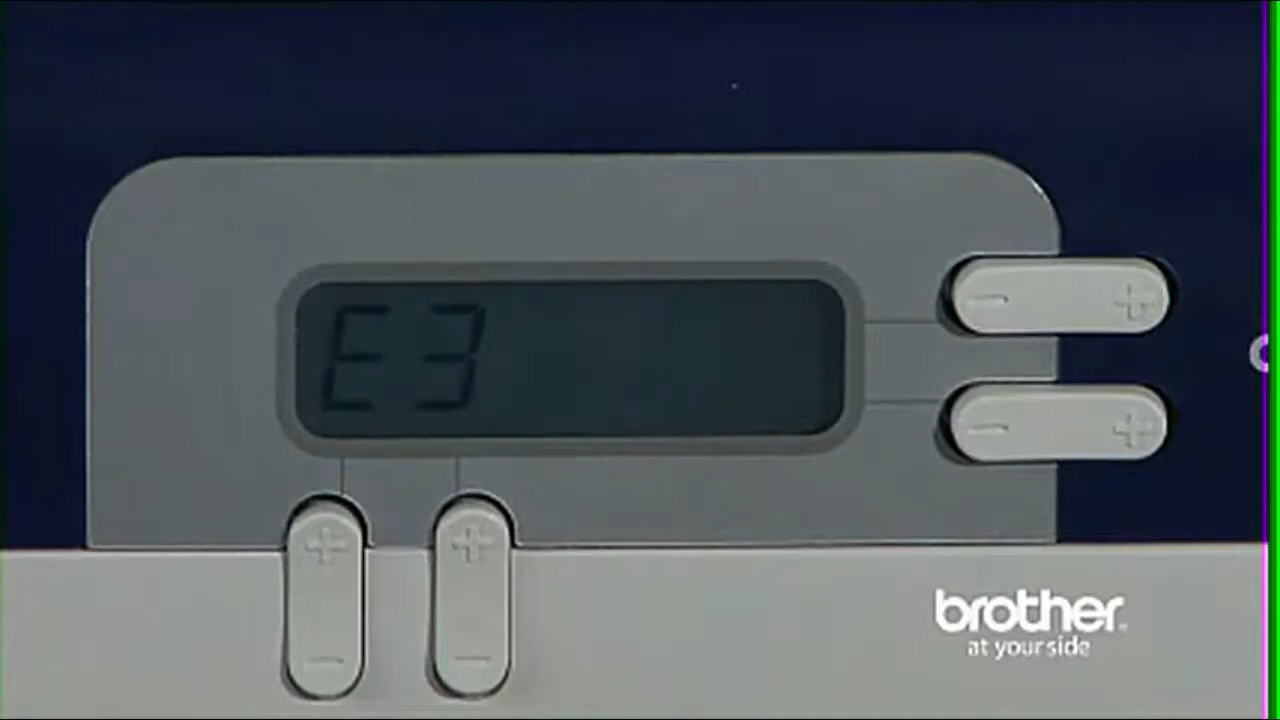 E3
− +
− +
+ +
− −
brother
at your side